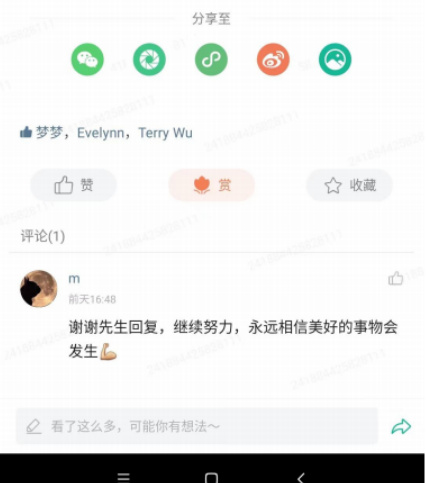 分享至
梦梦，Evelynn，Terry Wu
赞
赏
收藏
评论(1)
m
前天16:48
谢谢先生回复，继续努力，永远相信美好的事物会
发生💪🏼
看了这么多，可能你有想法～